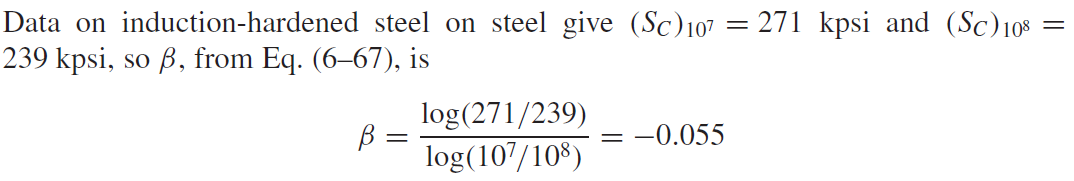 Data on induction-hardened steel on steel give (S_C)_{10^7} = 271 kpsi and (S_C)_{10^8} =
239 kpsi, so β, from Eq. (6–67), is
β = log(271/239) / log(10^7/10^8) = −0.055